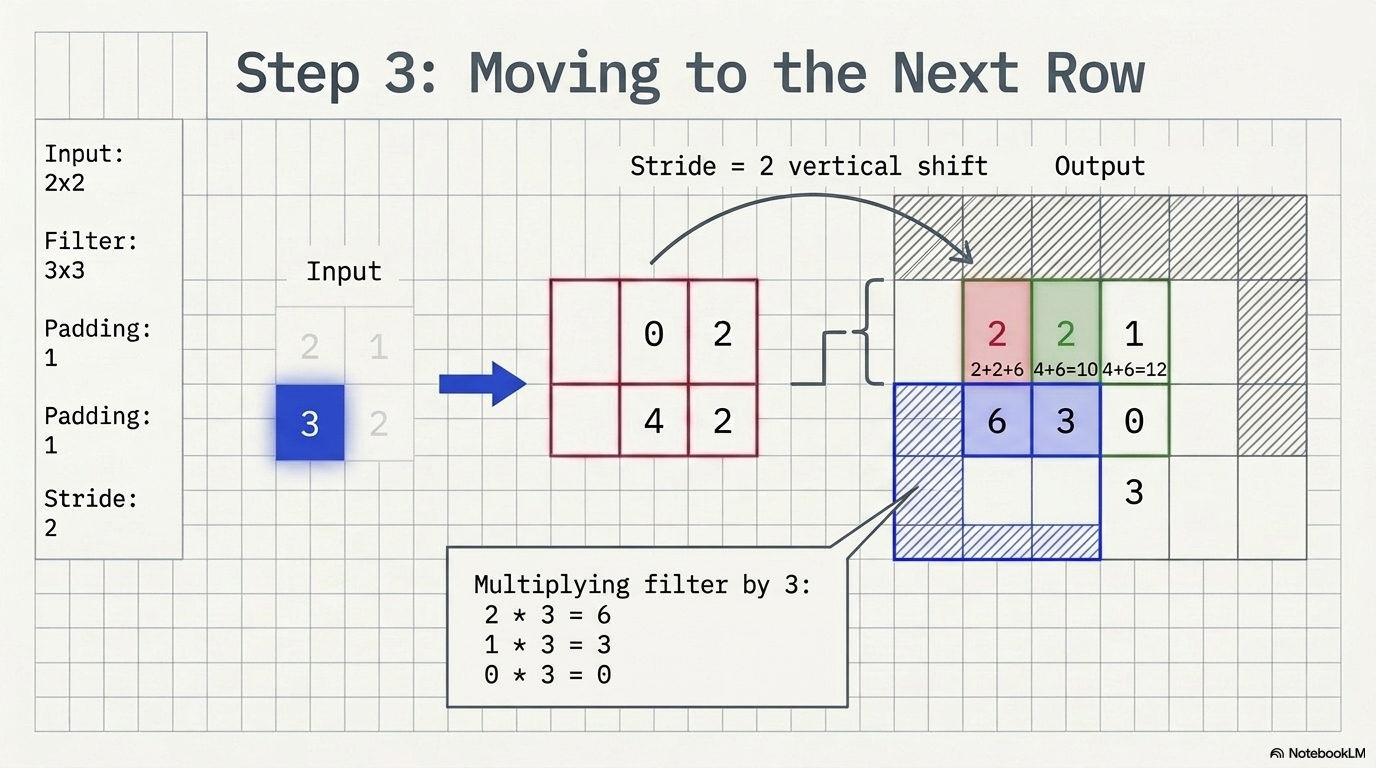 Step 3: Moving to the Next Row
Input:
2x2
Filter:
3x3
Padding:
1
Padding:
1
Stride:
2
Input
2 1
3 2
0 2
4 2
Stride = 2 vertical shift
Output
2 2 1
2+2+6 4+6=10 4+6=12
6 3 0
3
Multiplying filter by 3:
2 * 3 = 6
1 * 3 = 3
0 * 3 = 0
NotebookLM